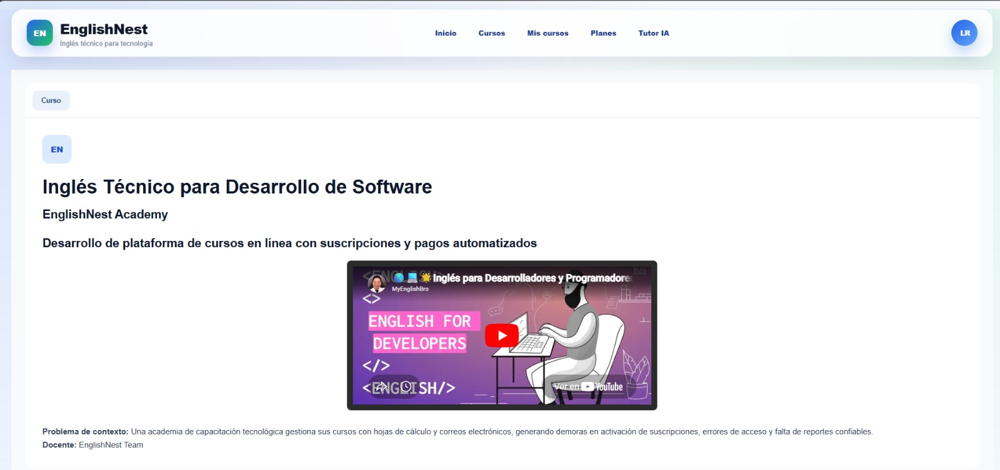 EN
EnglishNest
Inglés técnico para tecnología
Inicio
Cursos
Mis cursos
Planes
Tutor IA
LR
Curso
EN
Inglés Técnico para Desarrollo de Software
EnglishNest Academy
Desarrollo de plataforma de cursos en línea con suscripciones y pagos automatizados
<ENGLISH>
Inglés para Desarrolladores y Programadores
MyEnglishBro
<>
ENGLISH FOR
DEVELOPERS
</>
<ENGLISH/>
Ver en YouTube
Problema de contexto: Una academia de capacitación tecnológica gestiona sus cursos con hojas de cálculo y correos electrónicos, generando demoras en activación de suscripciones, errores de acceso y falta de reportes confiables.
Docente: EnglishNest Team